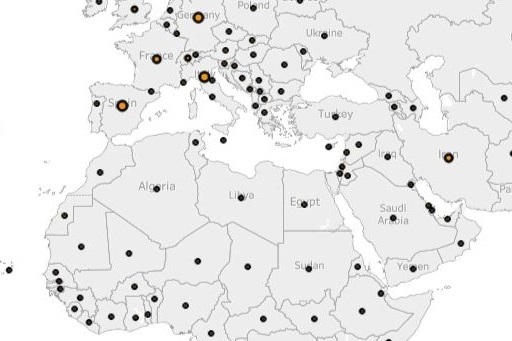 Germany
Poland
Ukraine
France
Spain
Turkey
Iraq
Iran
Algeria
Libya
Egypt
Saudi
Arabia
Sudan
Yemen